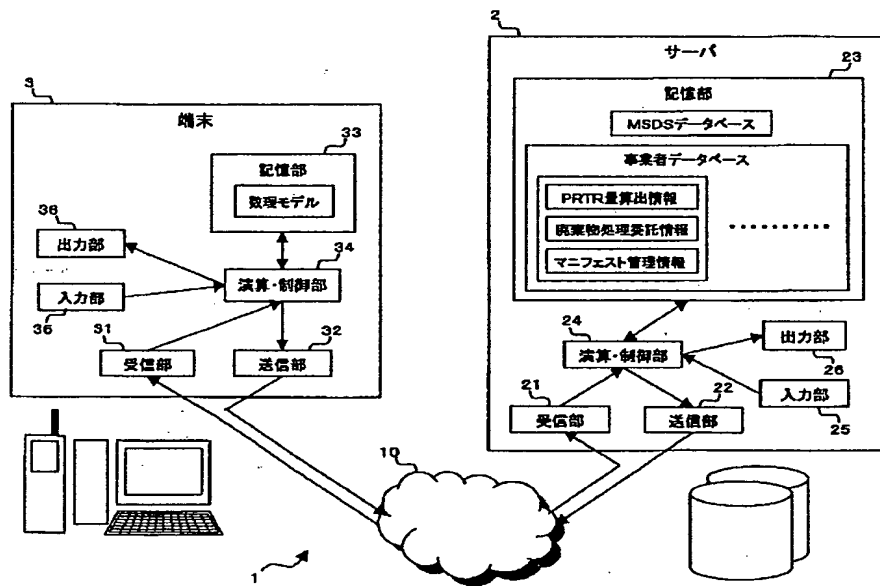 2
サーバ
23
記憶部
MSDSデータベース
事業者データベース
PRTR量算出情報
廃棄物処理委託情報
マニフェスト管理情報
24
演算・制御部
出力部
26
21
受信部
22
送信部
入力部
25
3
端末
33
記憶部
数理モデル
36
出力部
34
演算・制御部
入力部
36
31
受信部
32
送信部
10
1